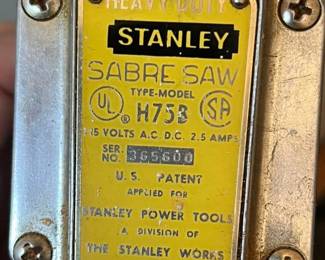 HEAVY DUTY
STANLEY
SABRE SAW
TYPE-MODEL
UL ® H75B SA
115 VOLTS A.C. D.C. 2.5 AMPS
SER.
NO. 365600
U. S. PATENT
APPLIED FOR
STANLEY POWER TOOLS
A DIVISION OF
THE STANLEY WORKS